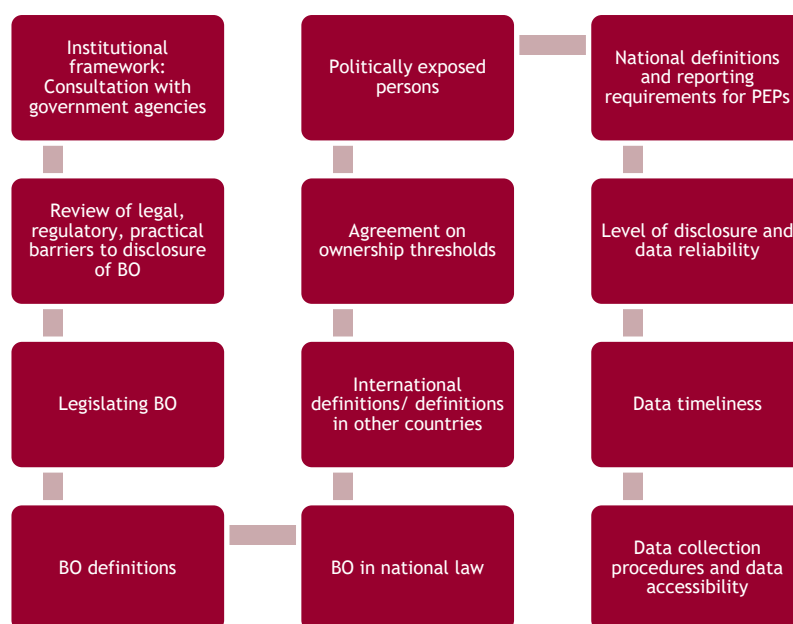 Institutional
framework:
Consultation with
government agencies
Review of legal,
regulatory, practical
barriers to disclosure
of BO
Legislating BO
BO definitions
BO in national law
International
definitions/ definitions
in other countries
Agreement on
ownership thresholds
Politically exposed
persons
National definitions
and reporting
requirements for PEPs
Level of disclosure and
data reliability
Data timeliness
Data collection
procedures and data
accessibility